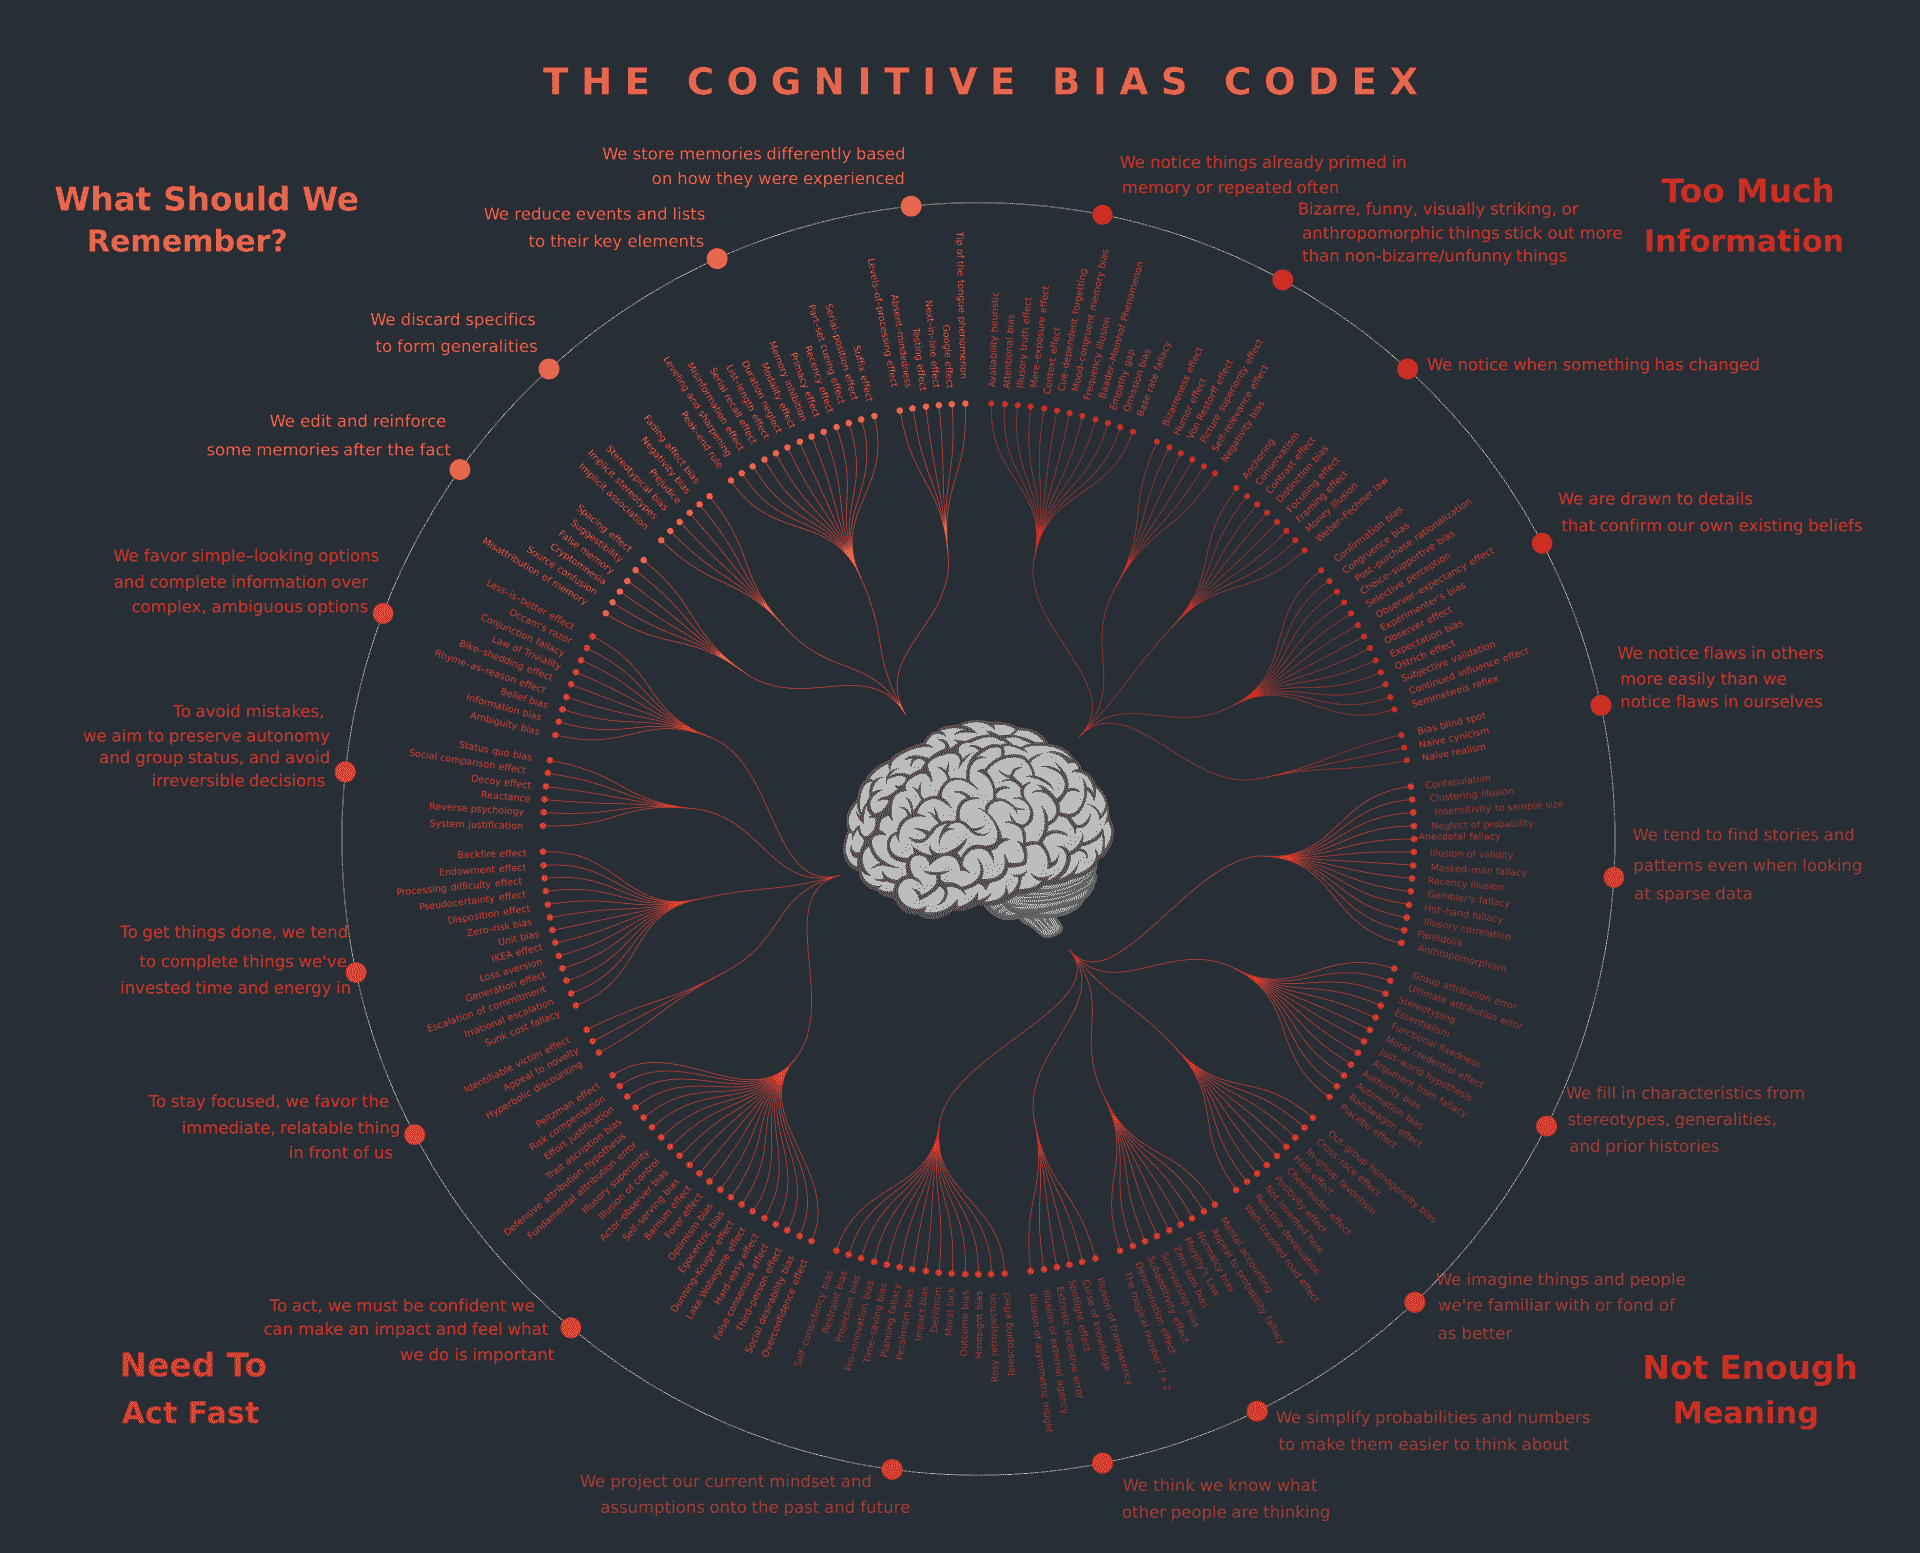 THE COGNITIVE BIAS CODEX
What Should We
Remember?
We store memories differently based
on how they were experienced
We reduce events and lists
to their key elements
We discard specifics
to form generalities
We edit and reinforce
some memories after the fact
Too Much
Information
We notice things already primed in
memory or repeated often
Bizarre, funny, visually striking, or
anthropomorphic things stick out more
than non-bizarre/unfunny things
We notice when something has changed
We are drawn to details
that confirm our own existing beliefs
We notice flaws in others
more easily than we
notice flaws in ourselves
We tend to find stories and
patterns even when looking
at sparse data
We fill in characteristics from
stereotypes, generalities,
and prior histories
We imagine things and people
we're familiar with or fond of
as better
Not Enough
Meaning
We simplify probabilities and numbers
to make them easier to think about
We think we know what
other people are thinking
We project our current mindset and
assumptions onto the past and future
Need To
Act Fast
To act, we must be confident we
can make an impact and feel what
we do is important
To stay focused, we favor the
immediate, relatable thing
in front of us
To get things done, we tend
to complete things we've
invested time and energy in
To avoid mistakes,
we aim to preserve autonomy
and group status, and avoid
irreversible decisions
We favor simple–looking options
and complete information over
complex, ambiguous options
Availability heuristic
Attentional bias
Illusory truth effect
Mere–exposure effect
Context effect
Cue–dependent forgetting
Mood–congruent memory bias
Frequency illusion
Baader–Meinhof Phenomenon
Empathy gap
Omission bias
Base rate fallacy
Bizarreness effect
Humor effect
Von Restorff effect
Picture superiority effect
Self–relevance effect
Negativity bias
Anchoring
Conservatism
Contrast effect
Distinction bias
Focusing effect
Framing effect
Money illusion
Weber–Fechner law
Confirmation bias
Congruence bias
Post–purchase rationalization
Choice–supportive bias
Selective perception
Observer–expectancy effect
Experimenter's bias
Observer effect
Expectation bias
Ostrich effect
Subjective validation
Continued influence effect
Semmelweis reflex
Bias blind spot
Naïve cynicism
Naïve realism
Confabulation
Clustering illusion
Insensitivity to sample size
Neglect of probability
Anecdotal fallacy
Illusion of validity
Masked–man fallacy
Recency illusion
Gambler's fallacy
Hot–hand fallacy
Illusory correlation
Pareidolia
Anthropomorphism
Group attribution error
Ultimate attribution error
Stereotyping
Essentialism
Functional fixedness
Moral credential effect
Just–world hypothesis
Argument from fallacy
Authority bias
Automation bias
Bandwagon effect
Placebo effect
Out–group homogeneity bias
Cross–race effect
In–group favoritism
Halo effect
Cheerleader effect
Positivity effect
Not invented here
Reactive devaluation
Well–traveled road effect
Mental accounting
Appeal to probability fallacy
Normalcy bias
Murphy's Law
Zero sum bias
Survivorship bias
Subadditivity effect
Denomination effect
The magical number 7 ± 2
Illusion of transparency
Curse of knowledge
Spotlight effect
Extrinsic incentive error
Illusion of external agency
Illusion of asymmetric insight
Telescoping effect
Rosy retrospection
Hindsight bias
Outcome bias
Moral luck
Declinism
Impact bias
Pessimism bias
Planning fallacy
Time–saving bias
Pro–innovation bias
Projection bias
Restraint bias
Self–consistency bias
Overconfidence effect
Social desirability bias
Third–person effect
False consensus effect
Hard–easy effect
Lake Wobegone effect
Dunning–Kruger effect
Egocentric bias
Optimism bias
Forer effect
Barnum effect
Self–serving bias
Actor–observer bias
Illusion of control
Illusory superiority
Fundamental attribution error
Defensive attribution hypothesis
Trait ascription bias
Effort justification
Risk compensation
Peltzman effect
Hyperbolic discounting
Appeal to novelty
Identifiable victim effect
Sunk cost fallacy
Irrational escalation
Escalation of commitment
Generation effect
Loss aversion
IKEA effect
Unit bias
Zero–risk bias
Disposition effect
Pseudocertainty effect
Processing difficulty effect
Endowment effect
Backfire effect
System justification
Reverse psychology
Reactance
Decoy effect
Social comparison effect
Status quo bias
Ambiguity bias
Information bias
Belief bias
Rhyme–as–reason effect
Bike–shedding effect
Law of Triviality
Conjunction fallacy
Occam's razor
Less–is–better effect
Misattribution of memory
Source confusion
Cryptomnesia
False memory
Suggestibility
Spacing effect
Implicit association
Implicit stereotypes
Stereotypical bias
Prejudice
Negativity bias
Fading affect bias
Peak–end rule
Leveling and sharpening
Misinformation effect
Serial recall effect
List–length effect
Duration neglect
Modality effect
Memory inhibition
Primacy effect
Recency effect
Part–set cueing effect
Serial–position effect
Suffix effect
Levels–of–processing effect
Absent–mindedness
Testing effect
Next–in–line effect
Google effect
Tip of the tongue phenomenon